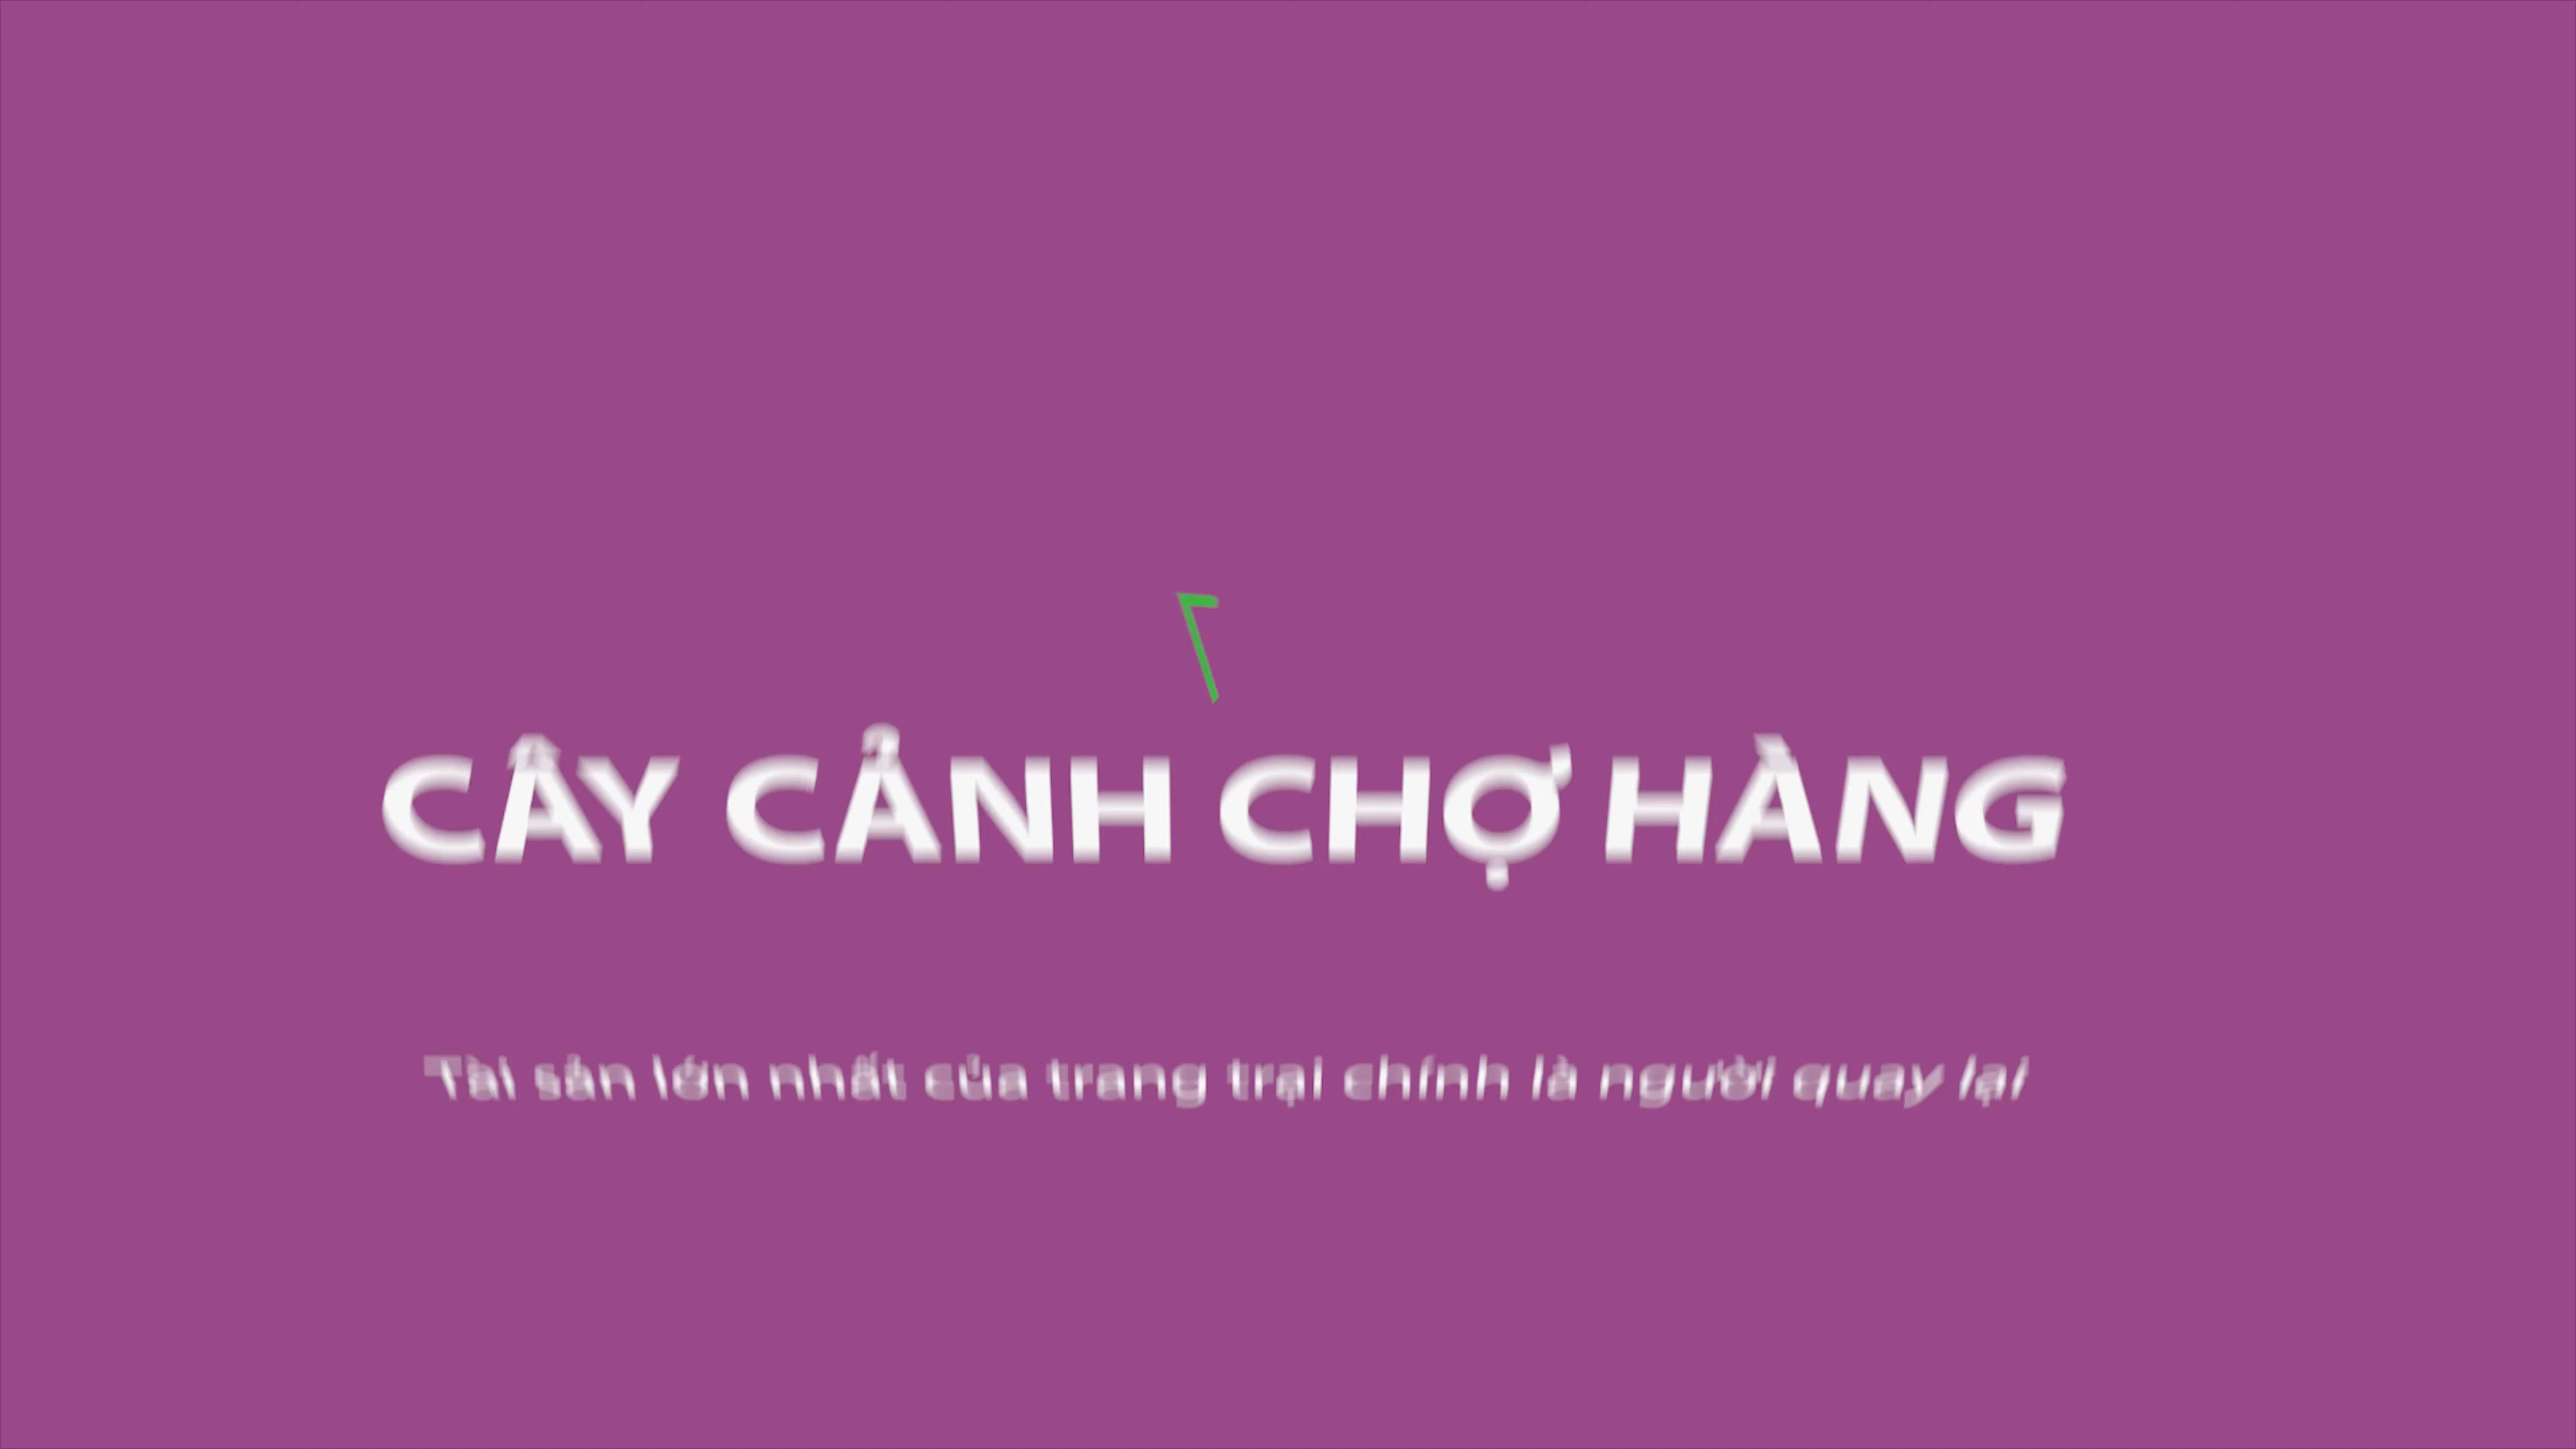 CÂY CẢNH CHỢ HÀNG
Tài sản lớn nhất của trang trại chính là người quay lại